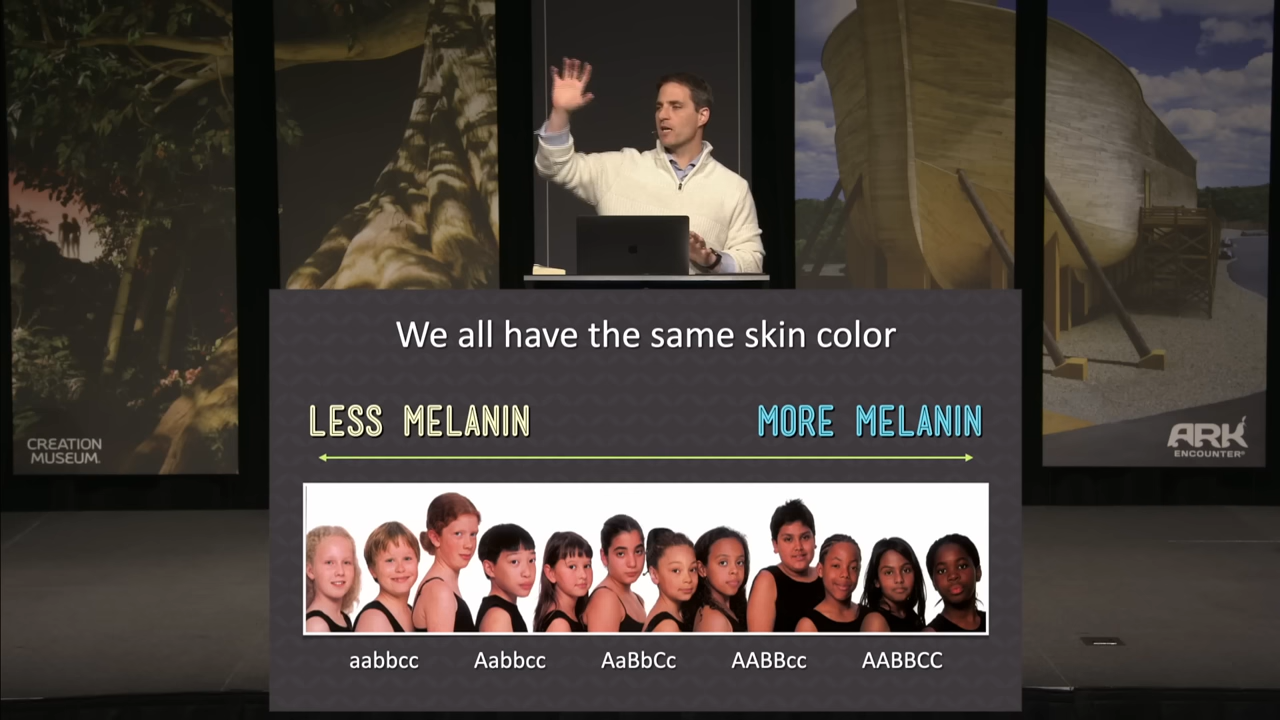 We all have the same skin color
LESS MELANIN
MORE MELANIN
CREATION
MUSEUM.
ARK
ENCOUNTER
aabbcc
Aabbcc
AaBbCc
AABBcc
AABBCC